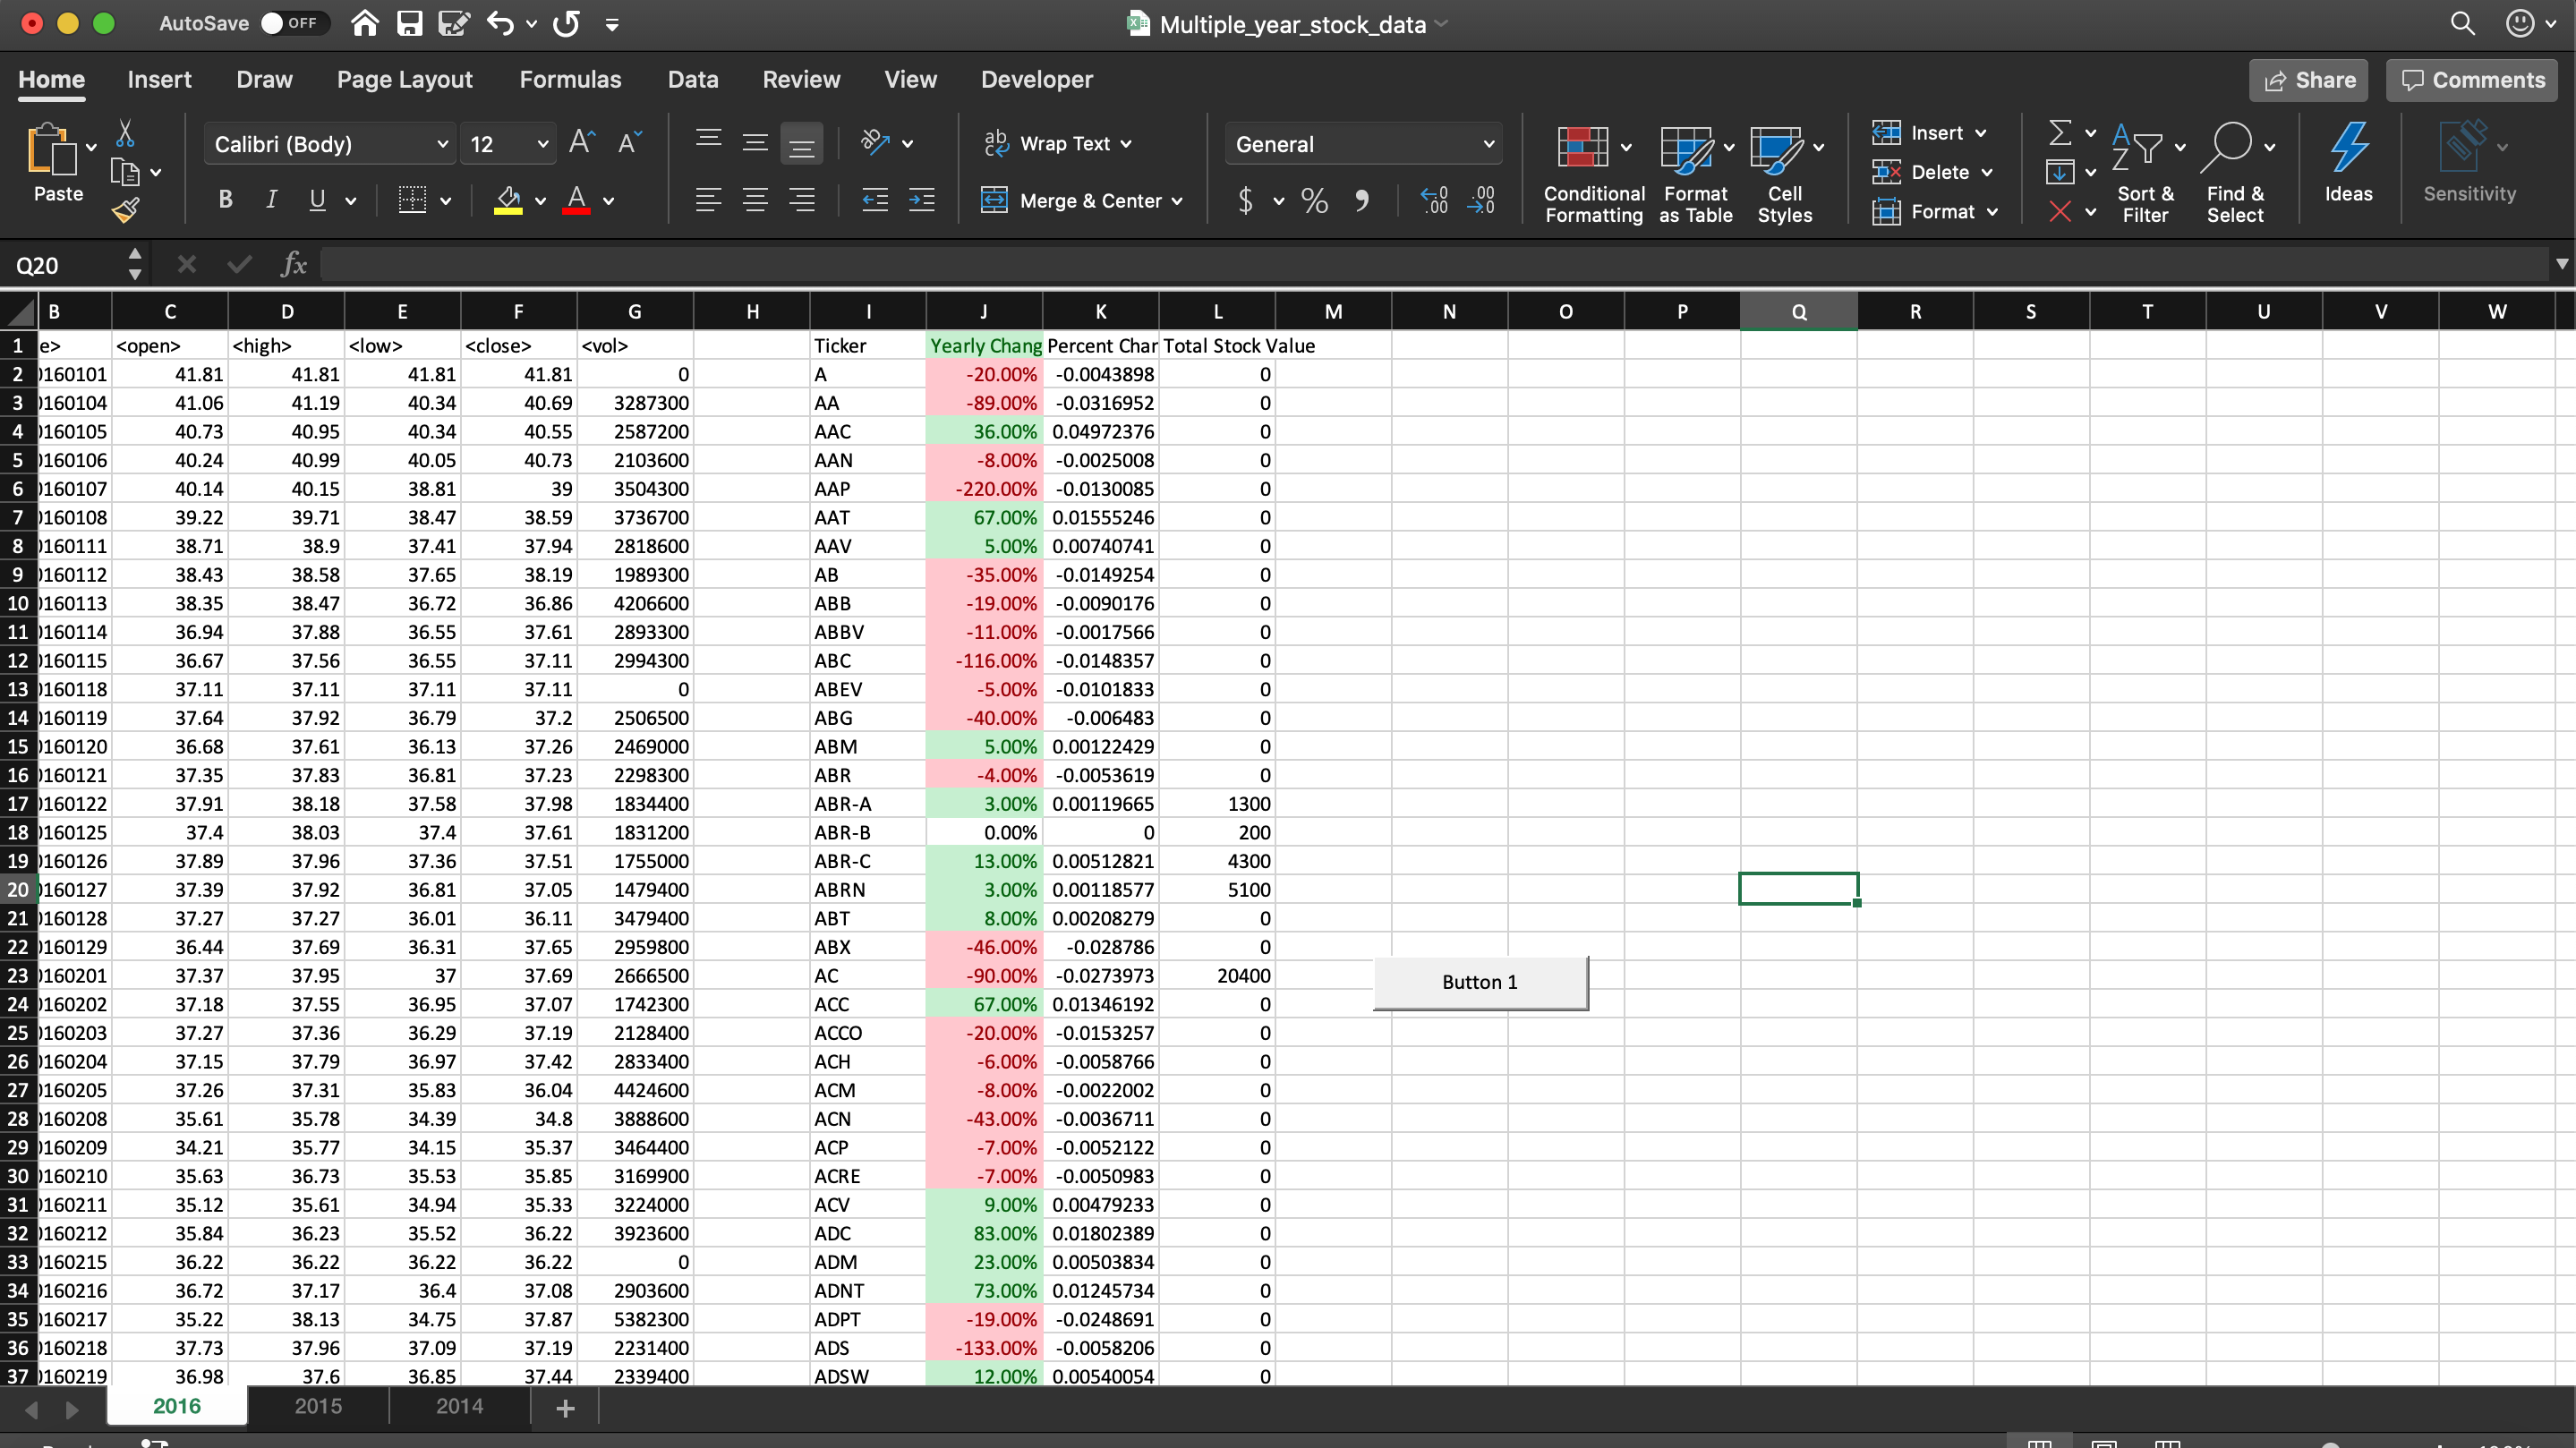 AutoSave OFF Multiple_year_stock_data
Home Insert Draw Page Layout Formulas Data Review View Developer Share Comments
Paste Calibri (Body) 12 A A ab Wrap Text General Insert Σ A Z
B I U A Merge & Center $ % , Conditional Formatting Format as Table Cell Styles Delete Format Sort & Filter Find & Select Ideas Sensitivity
Q20 fx
B C D E F G H I J K L M N O P Q R S T U V W
1 e> <open> <high> <low> <close> <vol> Ticker Yearly Chang Percent Char Total Stock Value
2 160101 41.81 41.81 41.81 41.81 0 A -20.00% -0.0043898 0
3 160104 41.06 41.19 40.34 40.69 3287300 AA -89.00% -0.0316952 0
4 160105 40.73 40.95 40.34 40.55 2587200 AAC 36.00% 0.04972376 0
5 160106 40.24 40.99 40.05 40.73 2103600 AAN -8.00% -0.0025008 0
6 160107 40.14 40.15 38.81 39 3504300 AAP -220.00% -0.0130085 0
7 160108 39.22 39.71 38.47 38.59 3736700 AAT 67.00% 0.01555246 0
8 160111 38.71 38.9 37.41 37.94 2818600 AAV 5.00% 0.00740741 0
9 160112 38.43 38.58 37.65 38.19 1989300 AB -35.00% -0.0149254 0
10 160113 38.35 38.47 36.72 36.86 4206600 ABB -19.00% -0.0090176 0
11 160114 36.94 37.88 36.55 37.61 2893300 ABBV -11.00% -0.0017566 0
12 160115 36.67 37.56 36.55 37.11 2994300 ABC -116.00% -0.0148357 0
13 160118 37.11 37.11 37.11 37.11 0 ABEV -5.00% -0.0101833 0
14 160119 37.64 37.92 36.79 37.2 2506500 ABG -40.00% -0.006483 0
15 160120 36.68 37.61 36.13 37.26 2469000 ABM 5.00% 0.00122429 0
16 160121 37.35 37.83 36.81 37.23 2298300 ABR -4.00% -0.0053619 0
17 160122 37.91 38.18 37.58 37.98 1834400 ABR-A 3.00% 0.00119665 1300
18 160125 37.4 38.03 37.4 37.61 1831200 ABR-B 0.00% 0 200
19 160126 37.89 37.96 37.36 37.51 1755000 ABR-C 13.00% 0.00512821 4300
20 160127 37.39 37.92 36.81 37.05 1479400 ABRN 3.00% 0.00118577 5100
21 160128 37.27 37.27 36.01 36.11 3479400 ABT 8.00% 0.00208279 0
22 160129 36.44 37.69 36.31 37.65 2959800 ABX -46.00% -0.028786 0
23 160201 37.37 37.95 37 37.69 2666500 AC -90.00% -0.0273973 20400 Button 1
24 160202 37.18 37.55 36.95 37.07 1742300 ACC 67.00% 0.01346192 0
25 160203 37.27 37.36 36.29 37.19 2128400 ACCO -20.00% -0.0153257 0
26 160204 37.15 37.79 36.97 37.42 2833400 ACH -6.00% -0.0058766 0
27 160205 37.26 37.31 35.83 36.04 4424600 ACM -8.00% -0.0022002 0
28 160208 35.61 35.78 34.39 34.8 3888600 ACN -43.00% -0.0036711 0
29 160209 34.21 35.77 34.15 35.37 3464400 ACP -7.00% -0.0052122 0
30 160210 35.63 36.73 35.53 35.85 3169900 ACRE -7.00% -0.0050983 0
31 160211 35.12 35.61 34.94 35.33 3224000 ACV 9.00% 0.00479233 0
32 160212 35.84 36.23 35.52 36.22 3923600 ADC 83.00% 0.01802389 0
33 160215 36.22 36.22 36.22 36.22 0 ADM 23.00% 0.00503834 0
34 160216 36.72 37.17 36.4 37.08 2903600 ADNT 73.00% 0.01245734 0
35 160217 35.22 38.13 34.75 37.87 5382300 ADPT -19.00% -0.0248691 0
36 160218 37.73 37.96 37.09 37.19 2231400 ADS -133.00% -0.0058206 0
37 160219 36.98 37.6 36.85 37.44 2339400 ADSW 12.00% 0.00540054 0
2016 2015 2014 +